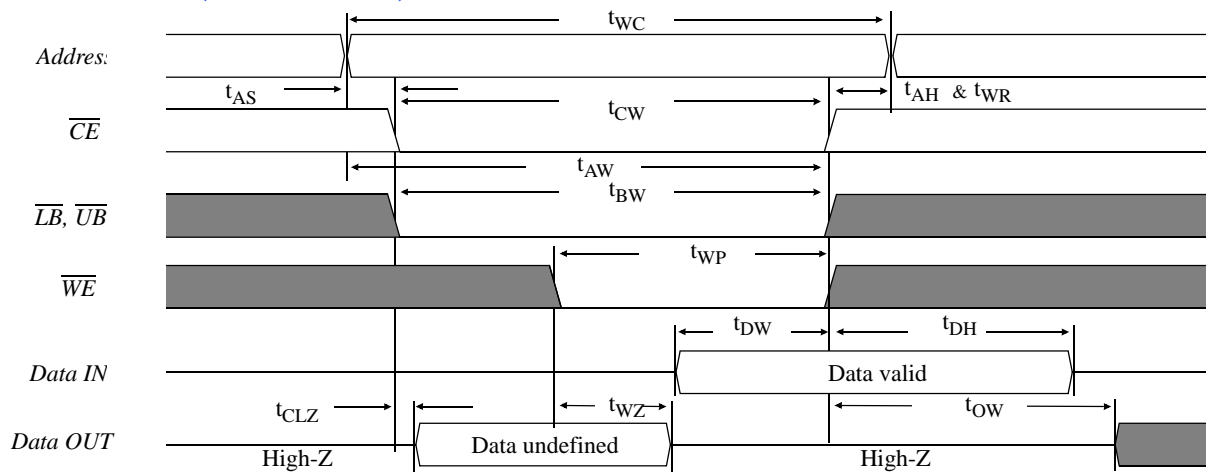 tWC
Address
tAS
tCW
tAH & tWR
CE
tAW
tBW
LB, UB
tWP
WE
tDW
tDH
Data IN
Data valid
tCLZ
tWZ
tOW
Data OUT
Data undefined
High-Z
High-Z